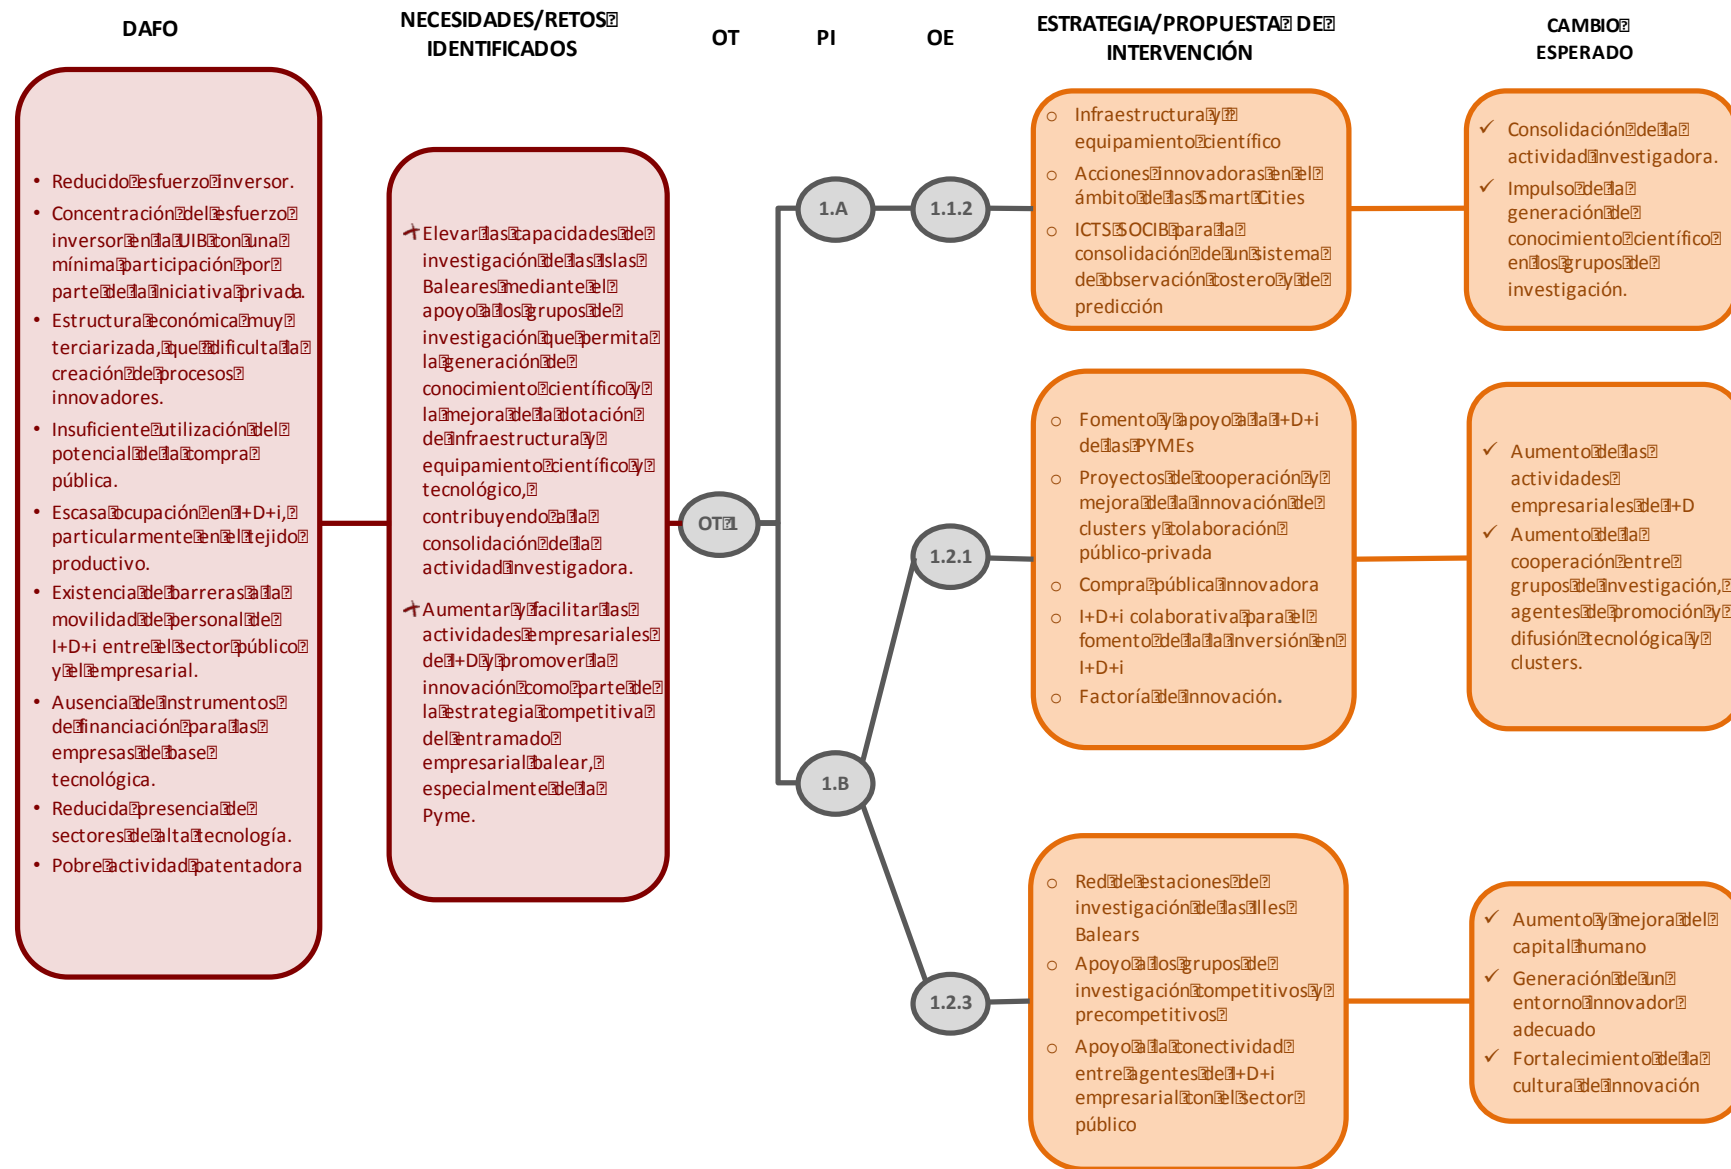 DAFO
NECESIDADES/RETOS
IDENTIFICADOS
OT
PI
OE
ESTRATEGIA/PROPUESTA DE
INTERVENCIÓN
CAMBIO
ESPERADO
• Reducido esfuerzo inversor.
• Concentración del esfuerzo
inversor en la UIB con una
mínima participación por
parte de la iniciativa privada.
• Estructura económica muy
terciarizada, que dificulta la
creación de procesos
innovadores.
• Insuficiente utilización del
potencial de la compra
pública.
• Escasa ocupación en I+D+i,
particularmente en el tejido
productivo.
• Existencia de barreras a la
movilidad de personal de
I+D+i entre el sector público
y el empresarial.
• Ausencia de instrumentos
de financiación para las
empresas de base
tecnológica.
• Reducida presencia de
sectores de alta tecnología.
• Pobre actividad patentadora
Elevar las capacidades de
investigación de las Islas
Baleares mediante el
apoyo a los grupos de
investigación que permita
la generación de
conocimiento científico y
la mejora de la dotación
de infraestructura y
equipamiento científico y
tecnológico,
contribuyendo a la
consolidación de la
actividad investigadora.
Aumentar y facilitar las
actividades empresariales
de I+D y promover la
innovación como parte de
la estrategia competitiva
del entramado
empresarial balear,
especialmente de la
Pyme.
OT 1
1.A
1.B
1.1.2
1.2.1
1.2.3
o Infraestructura y
equipamiento científico
o Acciones innovadoras en el
ámbito de las Smart Cities
o ICTS SOCIB para la
consolidación de un sistema
de observación costero y de
predicción
✓ Consolidación de la
actividad investigadora.
✓ Impulso de la
generación de
conocimiento científico
en los grupos de
investigación.
o Fomento y apoyo a la I+D+i
de las PYMEs
o Proyectos de cooperación y
mejora de la innovación de
clusters y colaboración
público-privada
o Compra pública innovadora
o I+D+i colaborativa para el
fomento de la la inversión en
I+D+i
o Factoría de innovación.
✓ Aumento de las
actividades
empresariales de I+D
✓ Aumento de la
cooperación entre
grupos de investigación,
agentes de promoción y
difusión tecnológica y
clusters.
o Red de estaciones de
investigación de las Illes
Balears
o Apoyo a los grupos de
investigación competitivos y
precompetitivos
o Apoyo a la conectividad
entre agentes de I+D+i
empresarial con el sector
público
✓ Aumento y mejora del
capital humano
✓ Generación de un
entorno innovador
adecuado
✓ Fortalecimiento de la
cultura de innovación